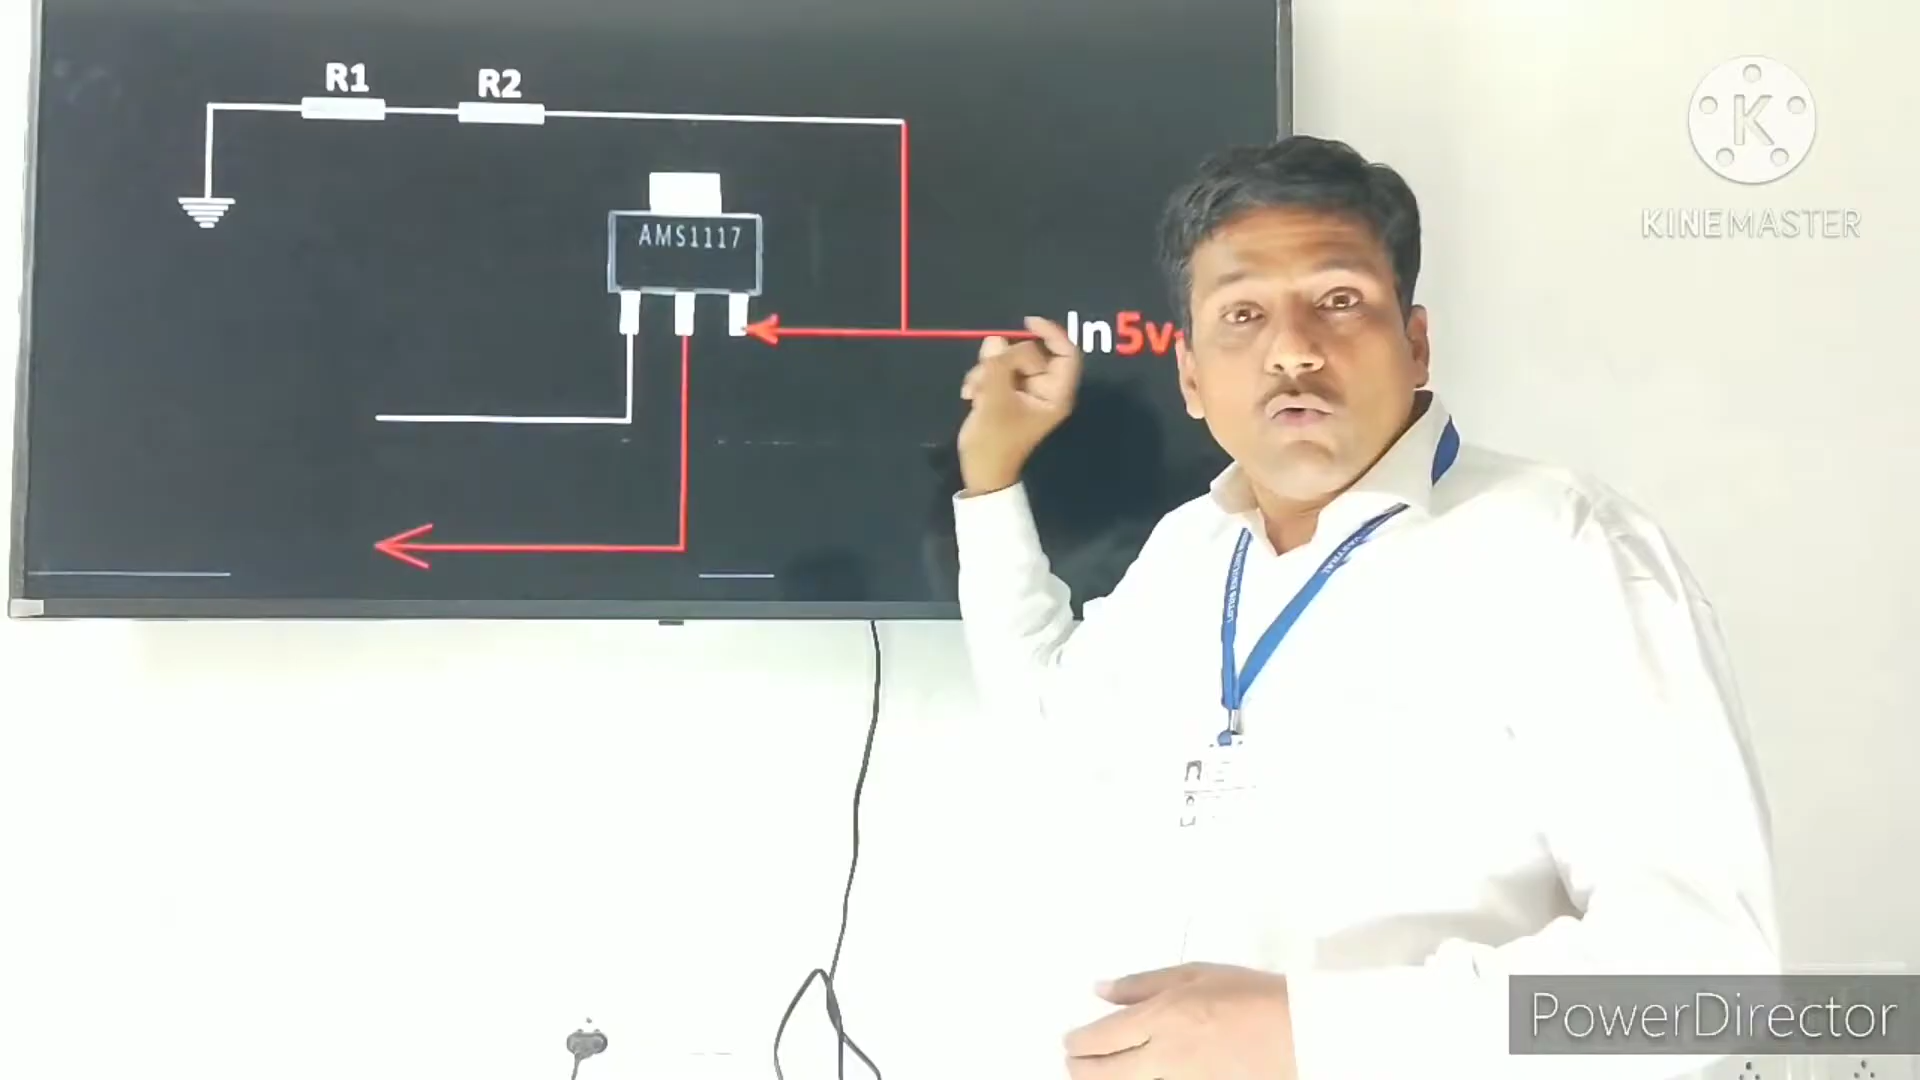 R1
R2
AMS1117
In5v
K
KINEMASTER
PowerDirector